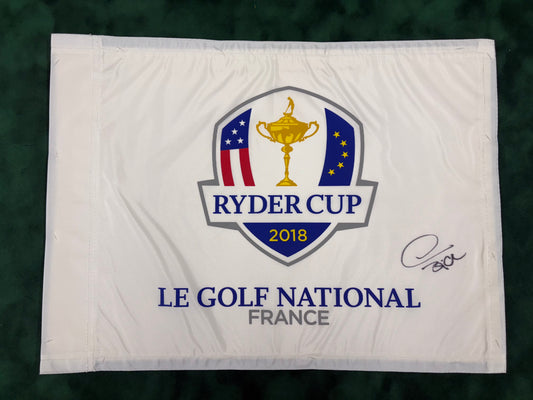 RYDER CUP
2018
LE GOLF NATIONAL
FRANCE